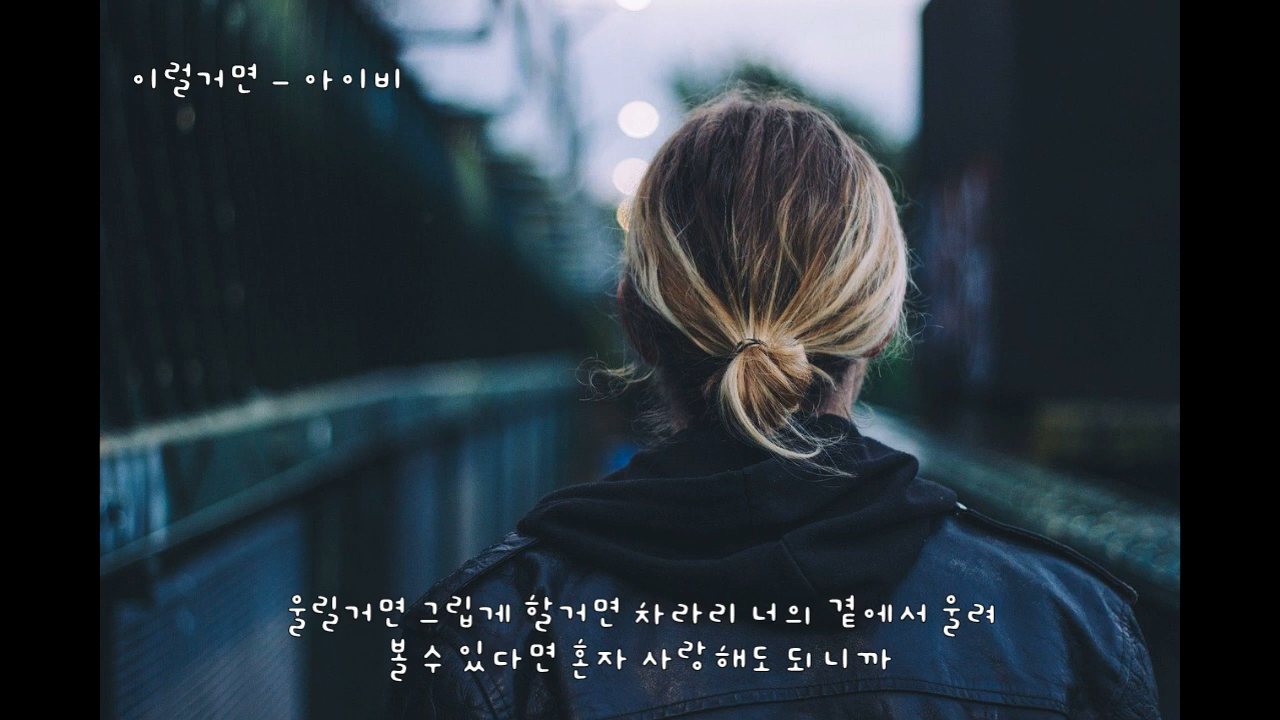 이럴거면 - 아이비
울릴거면 그립게 할거면 차라리 너의 곁에서 울려
볼 수 있다면 혼자 사랑해도 되니까